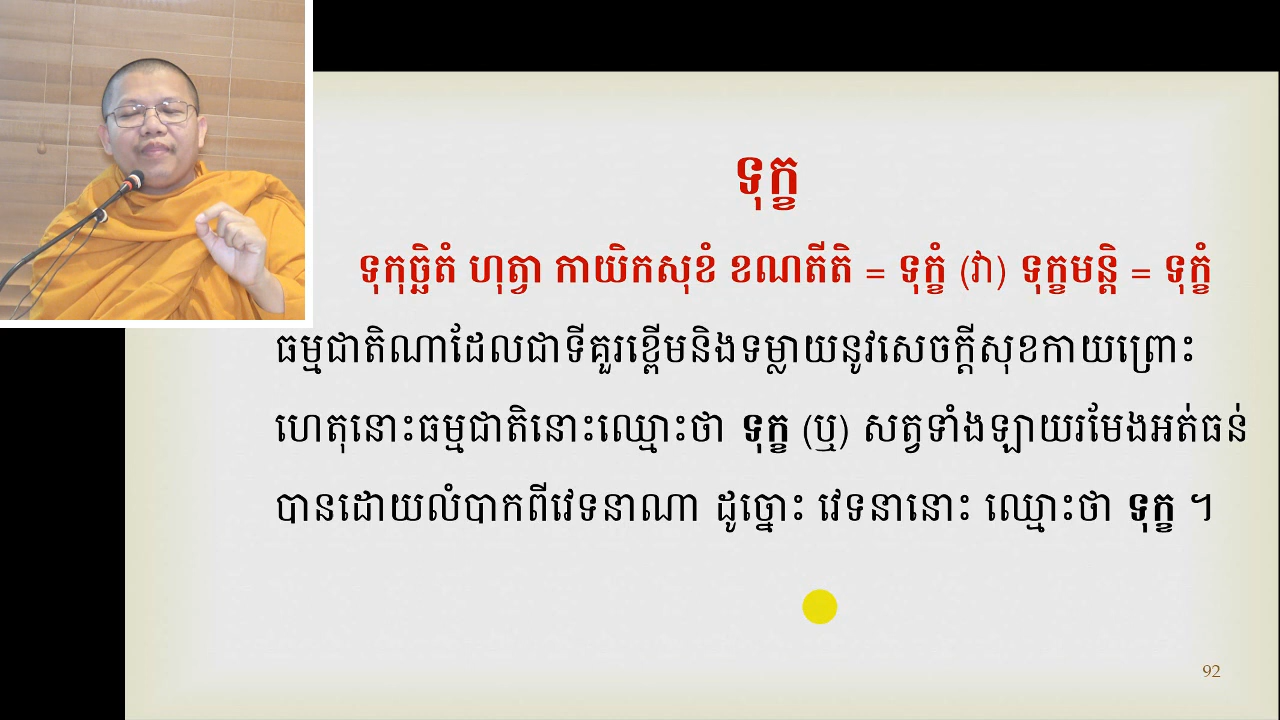 ទុក្ខ
ទុកុច្ឆិតំ ហុត្វា កាយិកសុខំ ខណតីតិ = ទុក្ខំ (វា) ទុក្ខមន្តិ = ទុក្ខំ
ធម្មជាតិណាដែលជាទីគួរខ្ពើមនិងទម្លាយនូវសេចក្ដីសុខកាយព្រោះ
ហេតុនោះធម្មជាតិនោះឈ្មោះថា ទុក្ខ (ឬ) សត្វទាំងឡាយរមែងអត់ធន់
បានដោយលំបាកពីវេទនាណា ដូច្នោះ វេទនានោះ ឈ្មោះថា ទុក្ខ ។
92